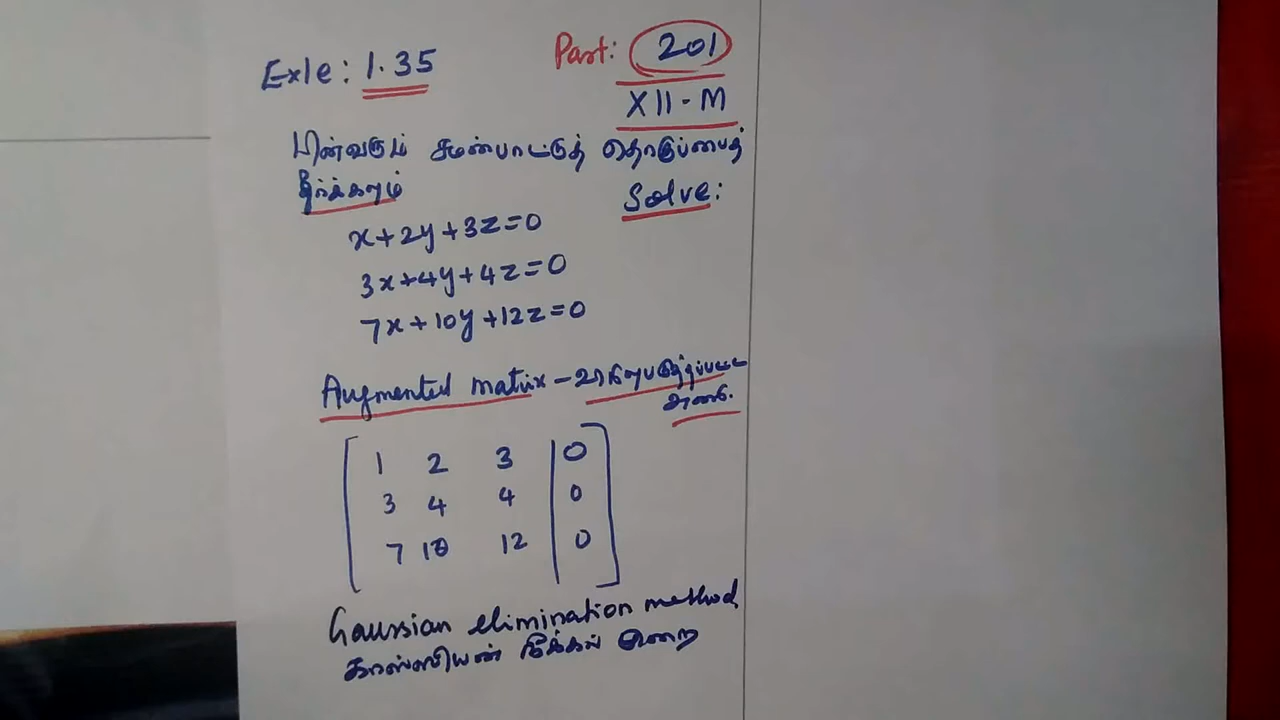 Exle: 1.35
Part: 201
XII-M
பின்வரும் சமன்பாட்டுத் தொகுப்பைத்
தீர்க்கவும்
Solve:
x+2y+3z=0
3x+4y+4z=0
7x+10y+12z=0
Augmented matrix - விரிவுபடுத்தப்பட்ட
அணி.
1 2 3 0
3 4 4 0
7 10 12 0
Gaussian elimination method
காஸ்ஸியன் நீக்கல் முறை